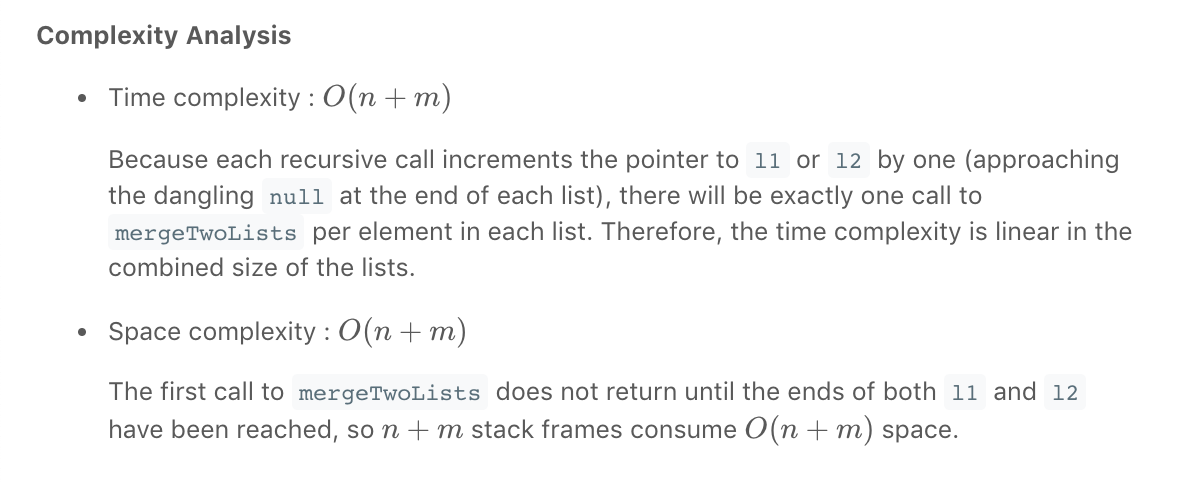 Complexity Analysis
• Time complexity : O(n + m)
Because each recursive call increments the pointer to l1 or l2 by one (approaching
the dangling null at the end of each list), there will be exactly one call to
mergeTwoLists per element in each list. Therefore, the time complexity is linear in the
combined size of the lists.
• Space complexity : O(n + m)
The first call to mergeTwoLists does not return until the ends of both l1 and l2
have been reached, so n + m stack frames consume O(n + m) space.